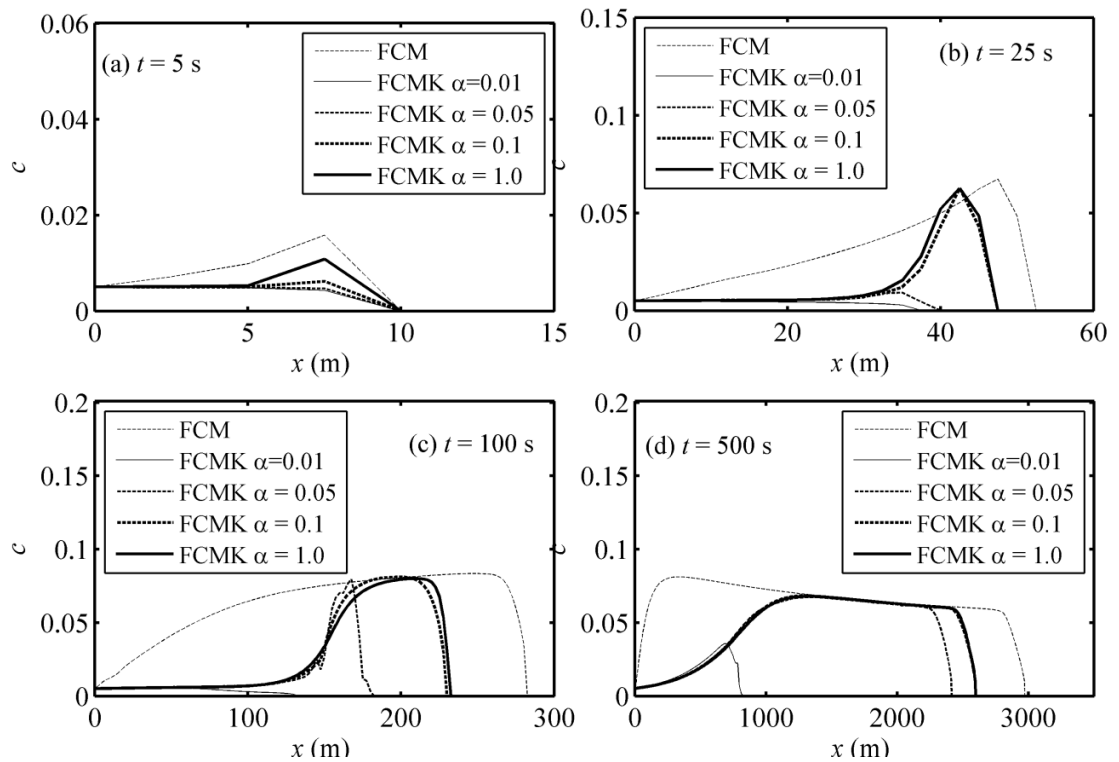 0.06
0.04
0.02
0
c
(a) t = 5 s
FCM
FCMK α=0.01
FCMK α = 0.05
FCMK α = 0.1
FCMK α = 1.0
0 5 10 15
x (m)
0.15
0.1
0.05
0
c
FCM
FCMK α=0.01
FCMK α = 0.05
FCMK α = 0.1
FCMK α = 1.0
(b) t = 25 s
0 20 40 60
x (m)
0.2
0.15
0.1
0.05
0
c
FCM
FCMK α=0.01
FCMK α = 0.05
FCMK α = 0.1
FCMK α = 1.0
(c) t = 100 s
0 100 200 300
x (m)
0.2
0.15
0.1
0.05
0
c
(d) t = 500 s
FCM
FCMK α=0.01
FCMK α = 0.05
FCMK α = 0.1
FCMK α = 1.0
0 1000 2000 3000
x (m)